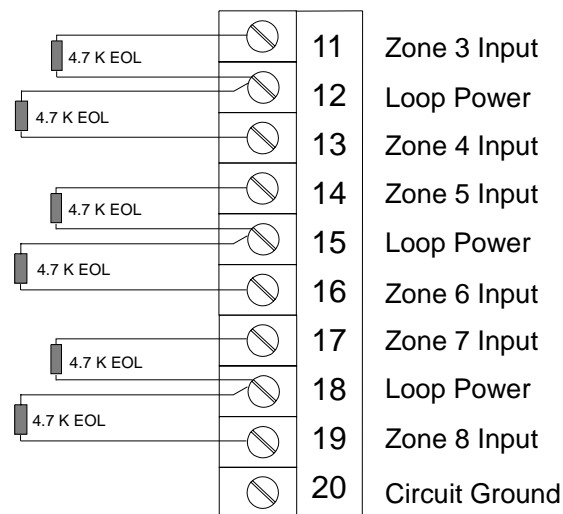 11 Zone 3 Input
4.7 K EOL
12 Loop Power
4.7 K EOL
13 Zone 4 Input
14 Zone 5 Input
4.7 K EOL
15 Loop Power
4.7 K EOL
16 Zone 6 Input
17 Zone 7 Input
4.7 K EOL
18 Loop Power
4.7 K EOL
19 Zone 8 Input
20 Circuit Ground